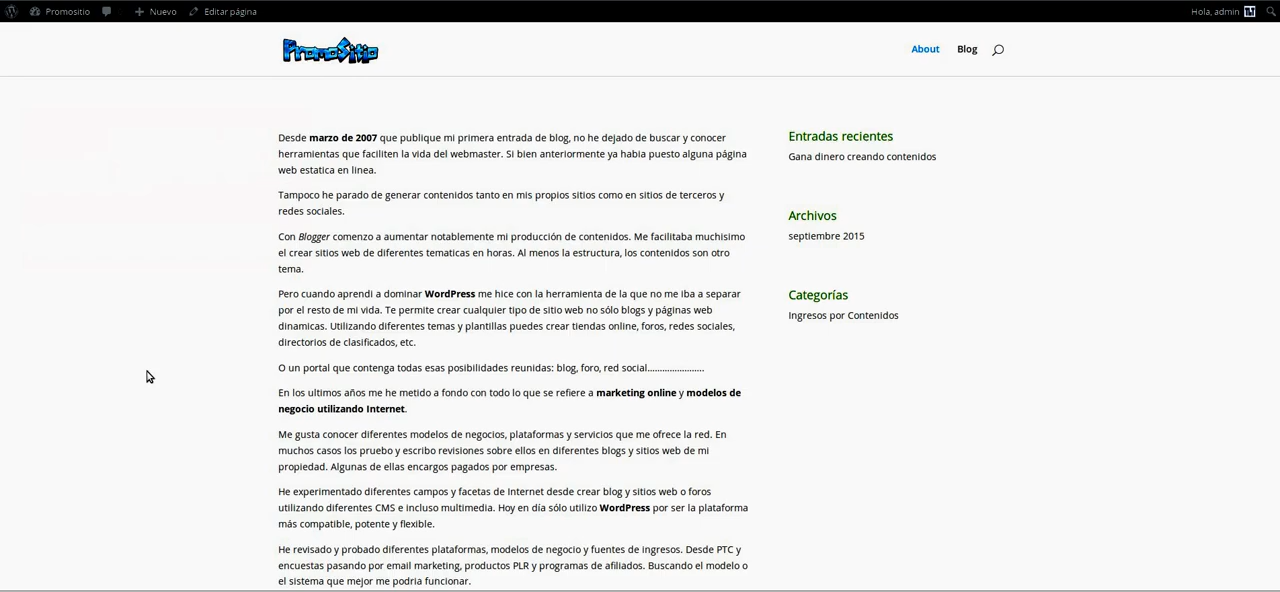 Promositio
Nuevo
Editar página
Hola, admin
PromoSitio
About
Blog
Desde marzo de 2007 que publique mi primera entrada de blog, no he dejado de buscar y conocer
herramientas que faciliten la vida del webmaster. Si bien anteriormente ya habia puesto alguna página
web estatica en linea.
Tampoco he parado de generar contenidos tanto en mis propios sitios como en sitios de terceros y
redes sociales.
Con Blogger comenzo a aumentar notablemente mi producción de contenidos. Me facilitaba muchisimo
el crear sitios web de diferentes tematicas en horas. Al menos la estructura, los contenidos son otro
tema.
Pero cuando aprendi a dominar WordPress me hice con la herramienta de la que no me iba a separar
por el resto de mi vida. Te permite crear cualquier tipo de sitio web no sólo blogs y páginas web
dinamicas. Utilizando diferentes temas y plantillas puedes crear tiendas online, foros, redes sociales,
directorios de clasificados, etc.
O un portal que contenga todas esas posibilidades reunidas: blog, foro, red social......................
En los ultimos años me he metido a fondo con todo lo que se refiere a marketing online y modelos de
negocio utilizando Internet.
Me gusta conocer diferentes modelos de negocios, plataformas y servicios que me ofrece la red. En
muchos casos los pruebo y escribo revisiones sobre ellos en diferentes blogs y sitios web de mi
propiedad. Algunas de ellas encargos pagados por empresas.
He experimentado diferentes campos y facetas de Internet desde crear blog y sitios web o foros
utilizando diferentes CMS e incluso multimedia. Hoy en día sólo utilizo WordPress por ser la plataforma
más compatible, potente y flexible.
He revisado y probado diferentes plataformas, modelos de negocio y fuentes de ingresos. Desde PTC y
encuestas pasando por email marketing, productos PLR y programas de afiliados. Buscando el modelo o
el sistema que mejor me podria funcionar.
Entradas recientes
Gana dinero creando contenidos
Archivos
septiembre 2015
Categorías
Ingresos por Contenidos